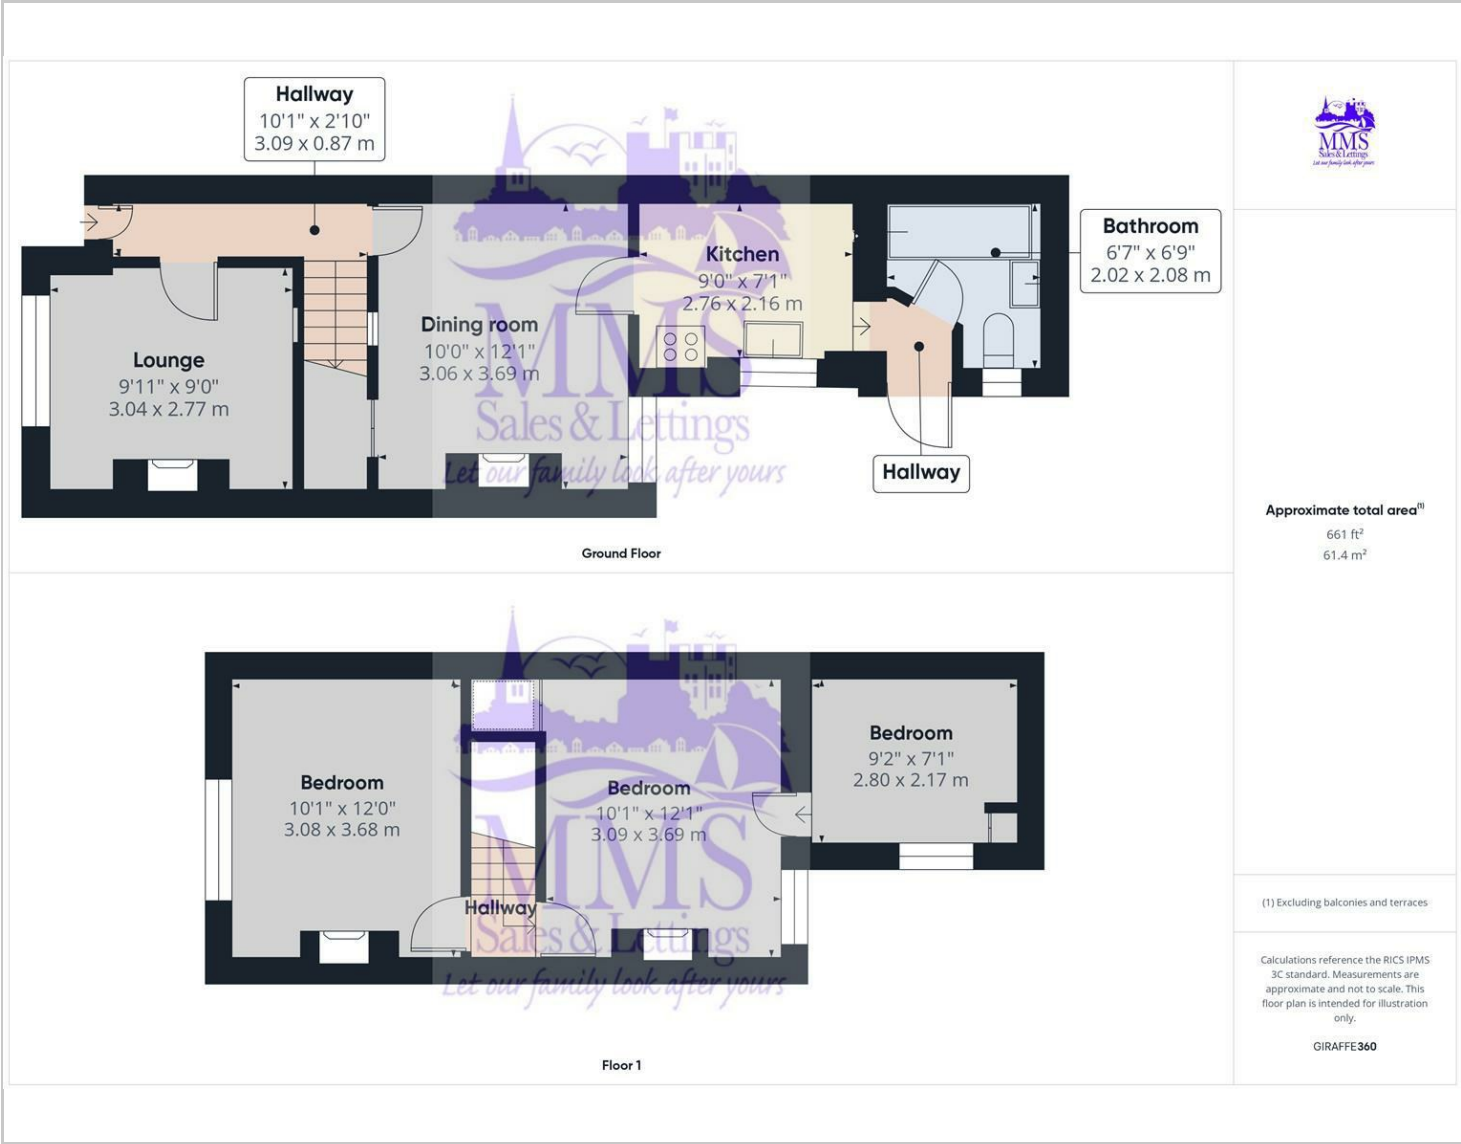 Hallway
10'1" x 2'10"
3.09 x 0.87 m
Lounge
9'11" x 9'0"
3.04 x 2.77 m
Dining room
10'0" x 12'1"
3.06 x 3.69 m
Kitchen
9'0" x 7'1"
2.76 x 2.16 m
Bathroom
6'7" x 6'9"
2.02 x 2.08 m
Hallway
MMS
Sales & Lettings
Let our family look after yours
Ground Floor
Bedroom
10'1" x 12'0"
3.08 x 3.68 m
Hallway
Bedroom
10'1" x 12'1"
3.09 x 3.69 m
Bedroom
9'2" x 7'1"
2.80 x 2.17 m
MMS
Sales & Lettings
Let our family look after yours
Floor 1
MMS
Sales & Lettings
Let our family look after yours
Approximate total area(1)
661 ft²
61.4 m²
(1) Excluding balconies and terraces
Calculations reference the RICS IPMS
3C standard. Measurements are
approximate and not to scale. This
floor plan is intended for illustration
only.
GIRAFFE360